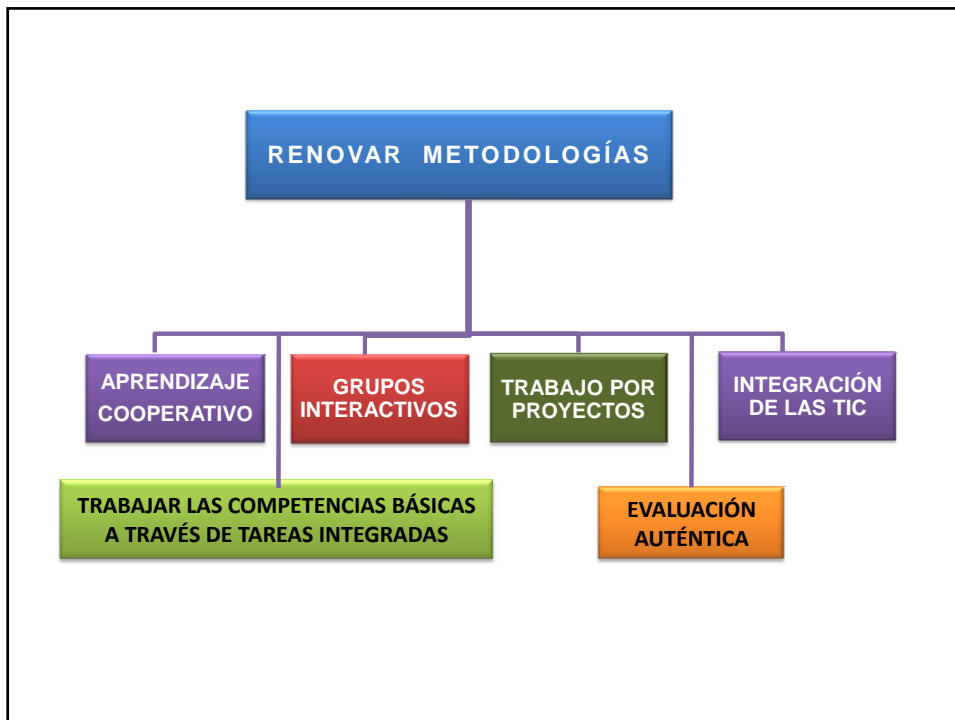 RENOVAR METODOLOGÍAS
APRENDIZAJE
COOPERATIVO
GRUPOS
INTERACTIVOS
TRABAJO POR
PROYECTOS
INTEGRACIÓN
DE LAS TIC
TRABAJAR LAS COMPETENCIAS BÁSICAS
A TRAVÉS DE TAREAS INTEGRADAS
EVALUACIÓN
AUTÉNTICA